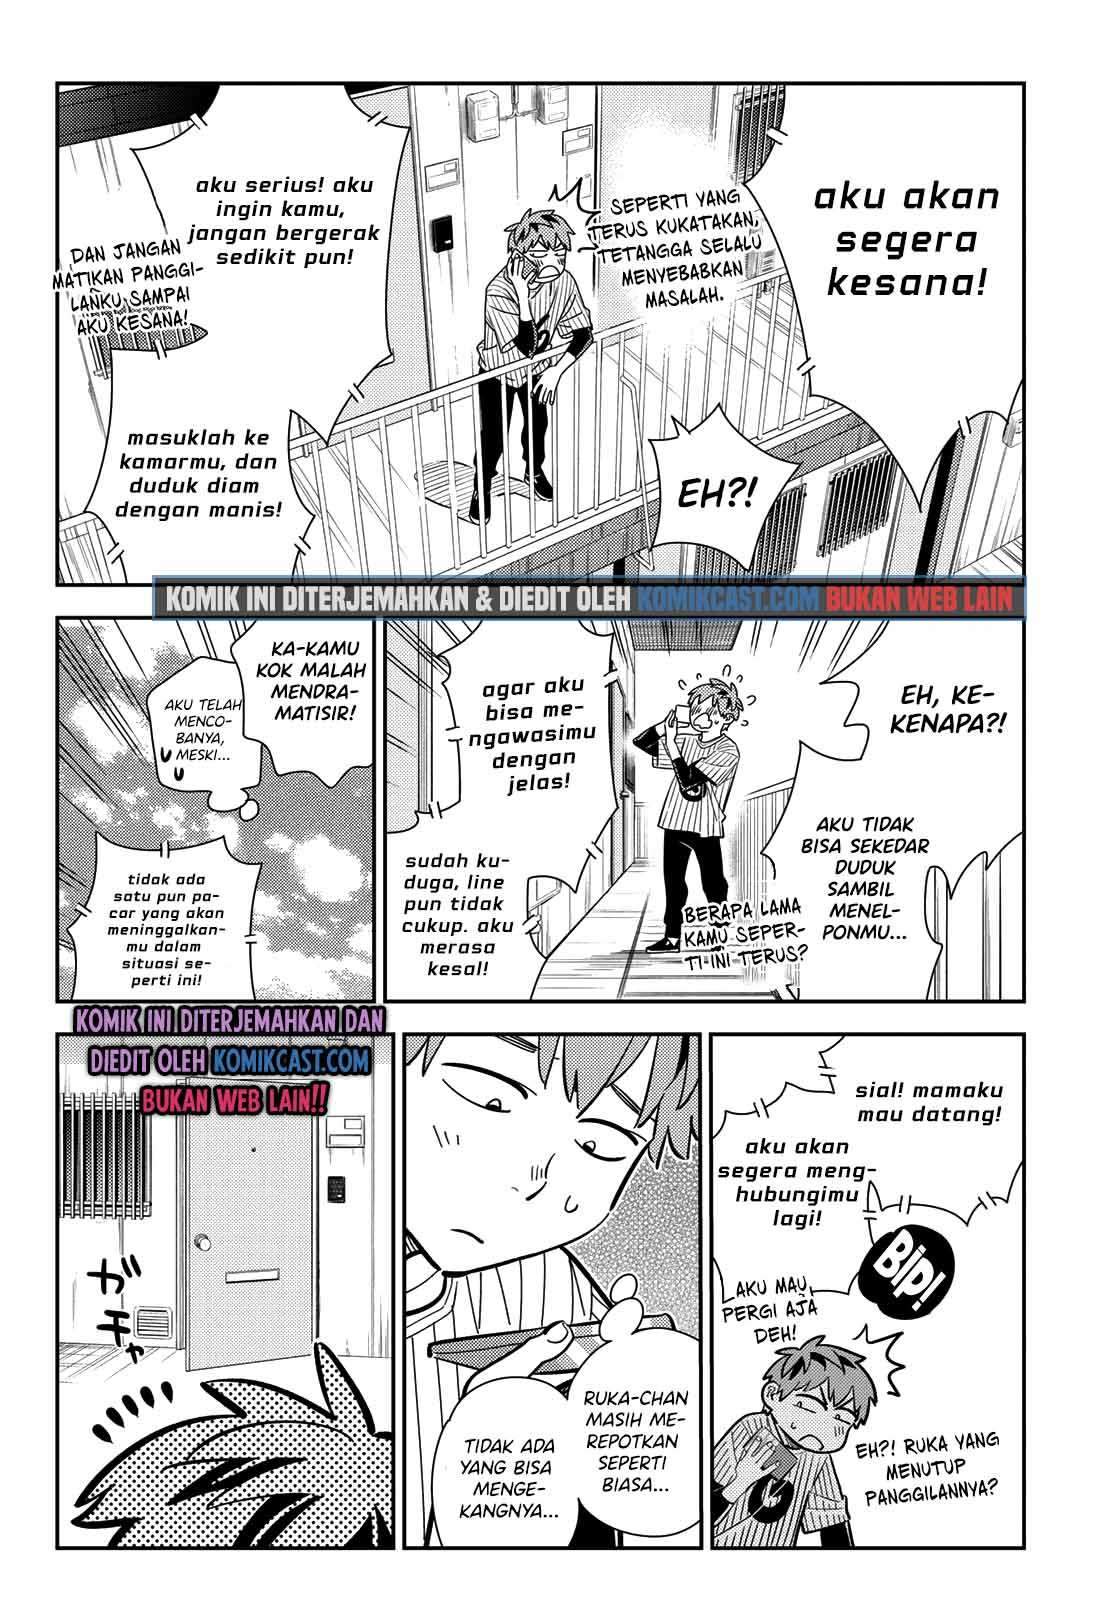 aku akan
segera
kesana!
SEPERTI YANG
TERUS KUKATAKAN,
TETANGGA SELALU
MENYEBABKAN
MASALAH.
EH?!
aku serius! aku
ingin kamu,
jangan bergerak
sedikit pun!
DAN JANGAN
MATIKAN PANGGI-
LANKU SAMPAI
AKU KESANA!
masuklah ke
kamarmu, dan
duduk diam
dengan manis!
KOMIK INI DITERJEMAHKAN & DIEDIT OLEH KOMIKCAST.COM BUKAN WEB LAIN
EH, KE-
KENAPA?!
AKU TIDAK
BISA SEKEDAR
DUDUK
SAMBIL
MENEL-
PONMU...
BERAPA LAMA
KAMU SEPER-
TI INI TERUS?
agar aku
bisa me-
ngawasimu
dengan
jelas!
sudah ku-
duga, line
pun tidak
cukup. aku
merasa
kesal!
KA-KAMU
KOK MALAH
MENDRA-
MATISIR!
AKU TELAH
MENCO-
BANYA,
MESKI...
tidak ada
satu pun pa-
car yang akan
meninggalkan-
mu dalam
situasi se-
perti ini!
KOMIK INI DITERJEMAHKAN DAN
DIEDIT OLEH KOMIKCAST.COM
BUKAN WEB LAIN!!
sial! mamaku
mau datang!
aku akan
segera meng-
hubungimu
lagi!
BIP!
AKU MAU
PERGI AJA
DEH!
EH?! RUKA YANG
MENUTUP
PANGGILANNYA?
RUKA-CHAN
MASIH ME-
REPOTKAN
SEPERTI
BIASA...
TIDAK ADA
YANG BISA
MENGE-
KANGNYA...
ガチャ